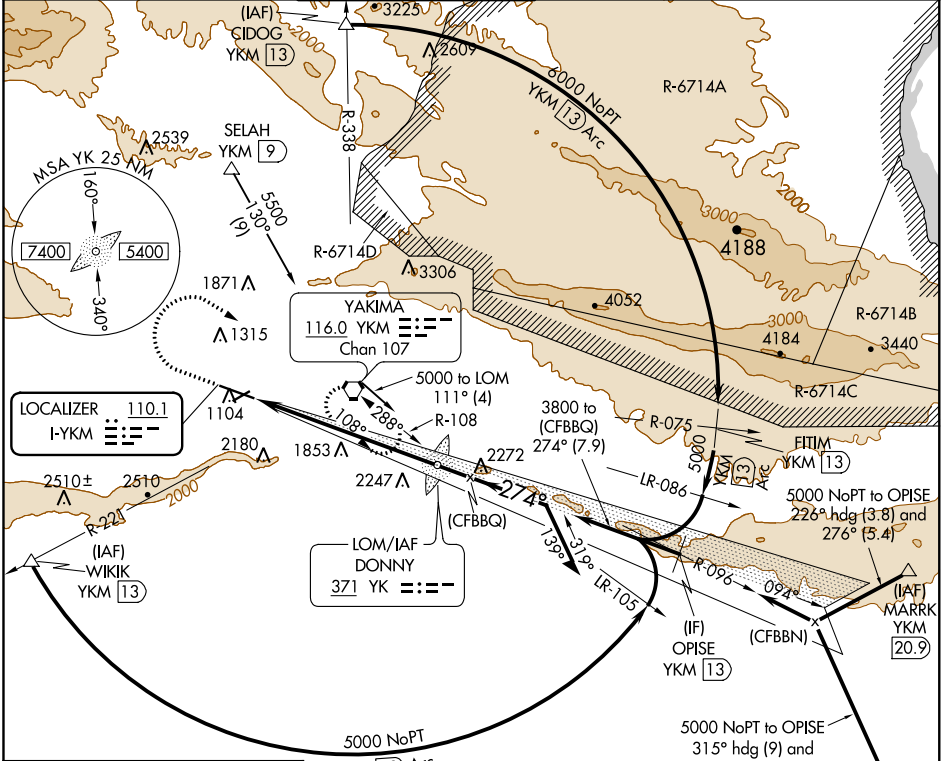 (IAF)
CIDOG
YKM 13
3225
2000
2609
6000 NoPT
YKM 13 Arc
R-6714A
R-338
2539
SELAH
YKM 9
MSA YK 25 NM
160°
7400
5400
340°
5500
130°
(9)
2000
3000
4188
R-6714D
3306
1871
1315
YAKIMA
116.0 YKM
Chan 107
4052
3000
4184
R-6714B
3440
R-6714C
5000 to LOM
111° (4)
LOCALIZER 110.1
I-YKM
1104
288°
108°
R-108
3800 to
(CFBBQ)
274° (7.9)
R-075
5000
YKM
13
Arc
FITIM
YKM 13
2180
1853
2272
2247
2510±
2510
2000
R-221
274°
(CFBBQ)
LR-086
5000 NoPT to OPISE
226° hdg (3.8) and
276° (5.4)
(IAF)
WIKIK
YKM 13
LOM/IAF
DONNY
371 YK
139°
319°
LR-105
R-096
094°
(IF)
OPISE
YKM 13
(CFBBN)
(IAF)
MARRK
YKM
20.9
5000 NoPT
5000 NoPT to OPISE
315° hdg (9) and